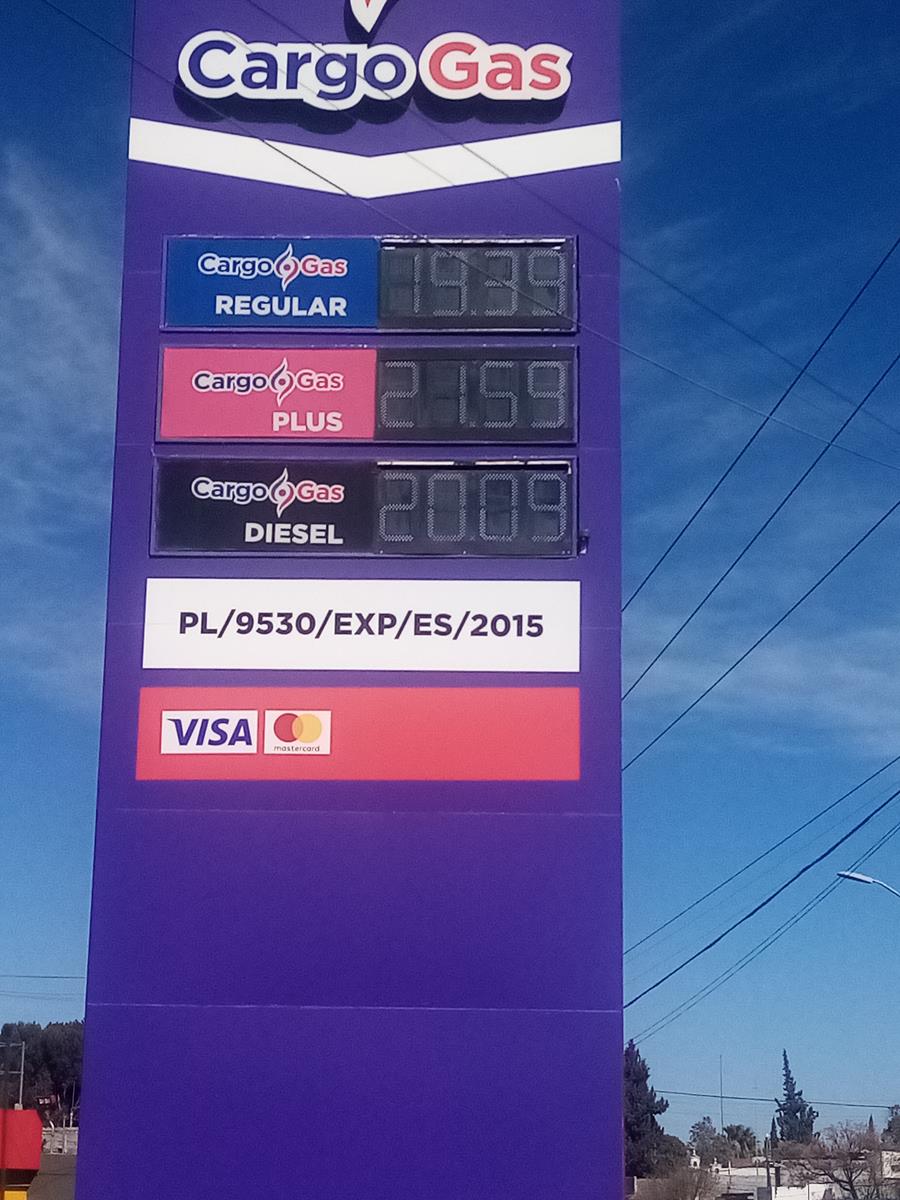 CargoGas
CargoGas
REGULAR
19.39
CargoGas
PLUS
21.59
CargoGas
DIESEL
20.09
PL/9530/EXP/ES/2015
VISA
mastercard